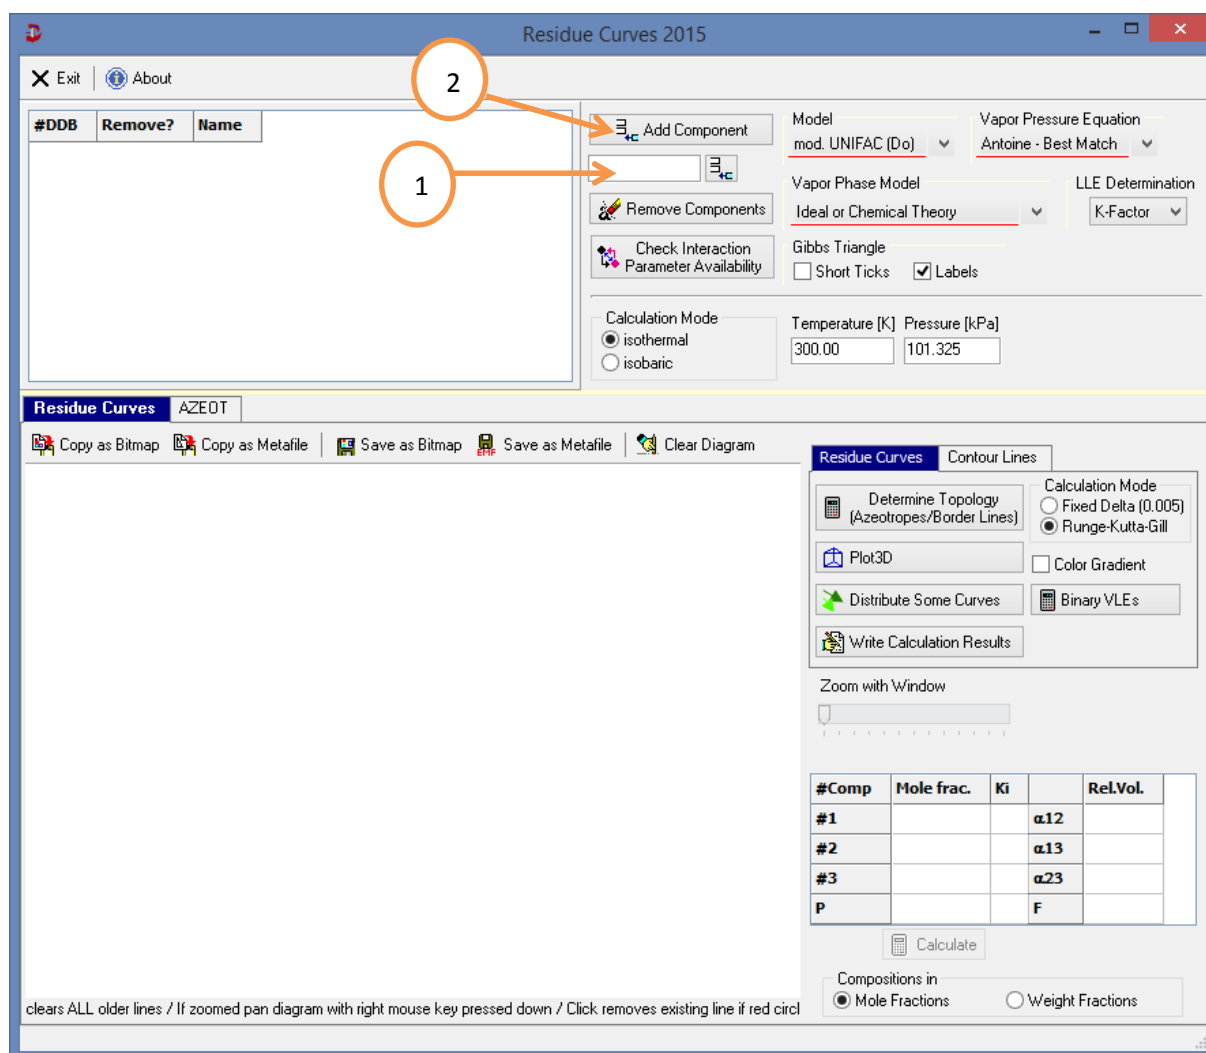 Residue Curves 2015
Exit
About
2
#DDB Remove? Name
1
Add Component
Remove Components
Check Interaction
Parameter Availability
Model
mod. UNIFAC (Do)
Vapor Pressure Equation
Antoine - Best Match
Vapor Phase Model
Ideal or Chemical Theory
LLE Determination
K-Factor
Gibbs Triangle
Short Ticks
Labels
Calculation Mode
isothermal
isobaric
Temperature [K] Pressure [kPa]
300.00 101.325
Residue Curves AZEOT
Copy as Bitmap Copy as Metafile Save as Bitmap Save as Metafile Clear Diagram
EMF
Residue Curves Contour Lines
Determine Topology
(Azeotropes/Border Lines)
Calculation Mode
Fixed Delta (0.005)
Runge-Kutta-Gill
Plot3D
Color Gradient
Distribute Some Curves
Binary VLEs
Write Calculation Results
Zoom with Window
#Comp Mole frac. Ki Rel.Vol.
#1 α12
#2 α13
#3 α23
P F
Calculate
Compositions in
Mole Fractions Weight Fractions
clears ALL older lines / If zoomed pan diagram with right mouse key pressed down / Click removes existing line if red circl